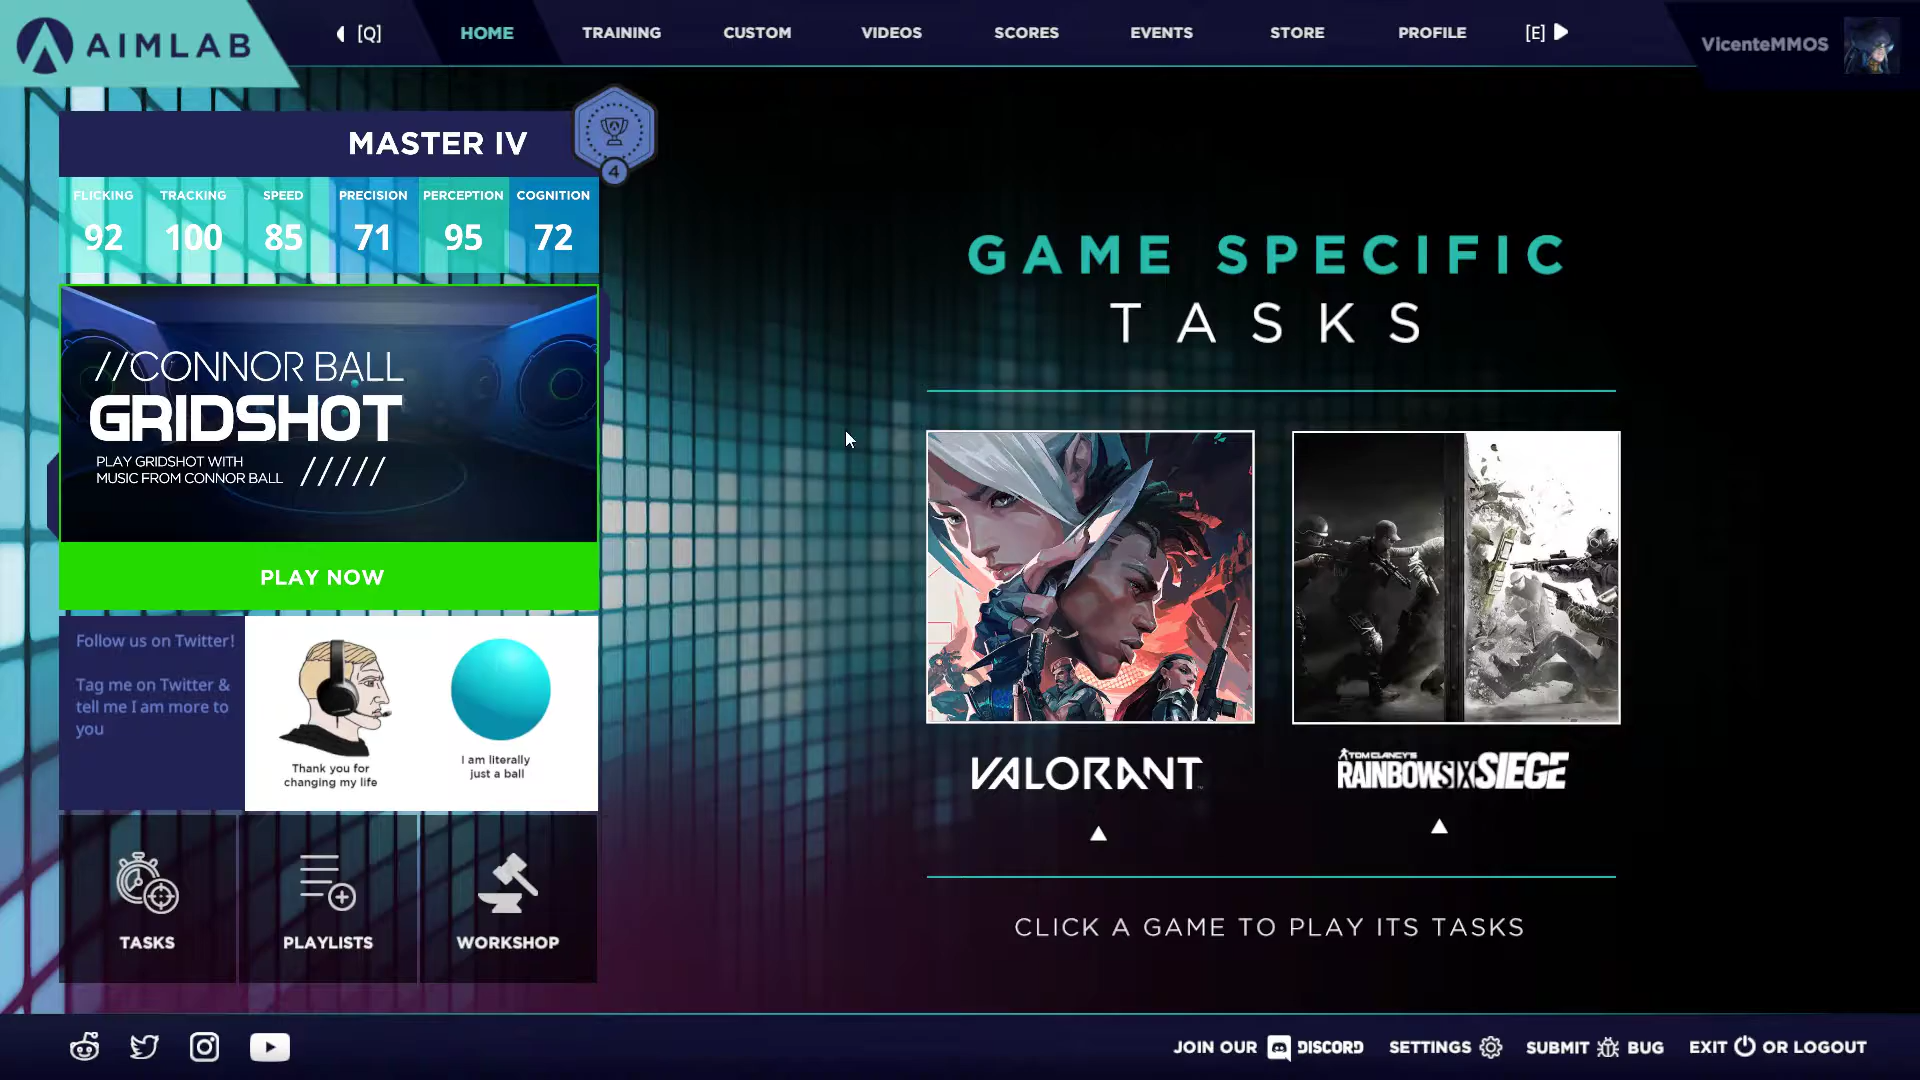 AIMLAB
[Q]
HOME
TRAINING
CUSTOM
VIDEOS
SCORES
EVENTS
STORE
PROFILE
[E]
VicenteMMOS
MASTER IV
4
FLICKING
TRACKING
SPEED
PRECISION
PERCEPTION
COGNITION
92
100
85
71
95
72
//CONNOR BALL
GRIDSHOT
PLAY GRIDSHOT WITH
MUSIC FROM CONNOR BALL /////
PLAY NOW
Follow us on Twitter!
Tag me on Twitter &
tell me I am more to
you
Thank you for
changing my life
I am literally
just a ball
TASKS
PLAYLISTS
WORKSHOP
GAME SPECIFIC
TASKS
VALORANT
TOM CLANCY'S
RAINBOWSIX SIEGE
CLICK A GAME TO PLAY ITS TASKS
JOIN OUR DISCORD
SETTINGS
SUBMIT BUG
EXIT OR LOGOUT